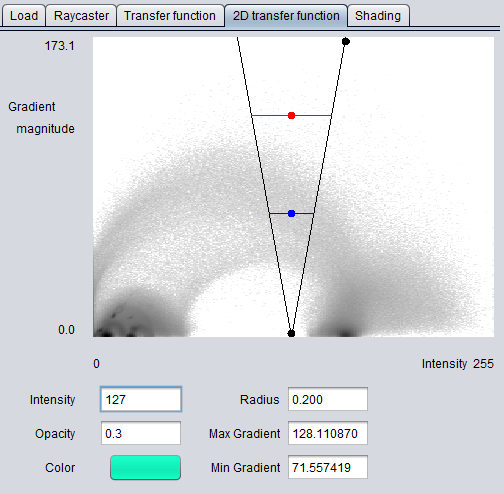 Load Raycaster Transfer function 2D transfer function Shading
173.1
Gradient
magnitude
0.0
0 Intensity 255
Intensity 127 Radius 0.200
Opacity 0.3 Max Gradient 128.110870
Color Min Gradient 71.557419